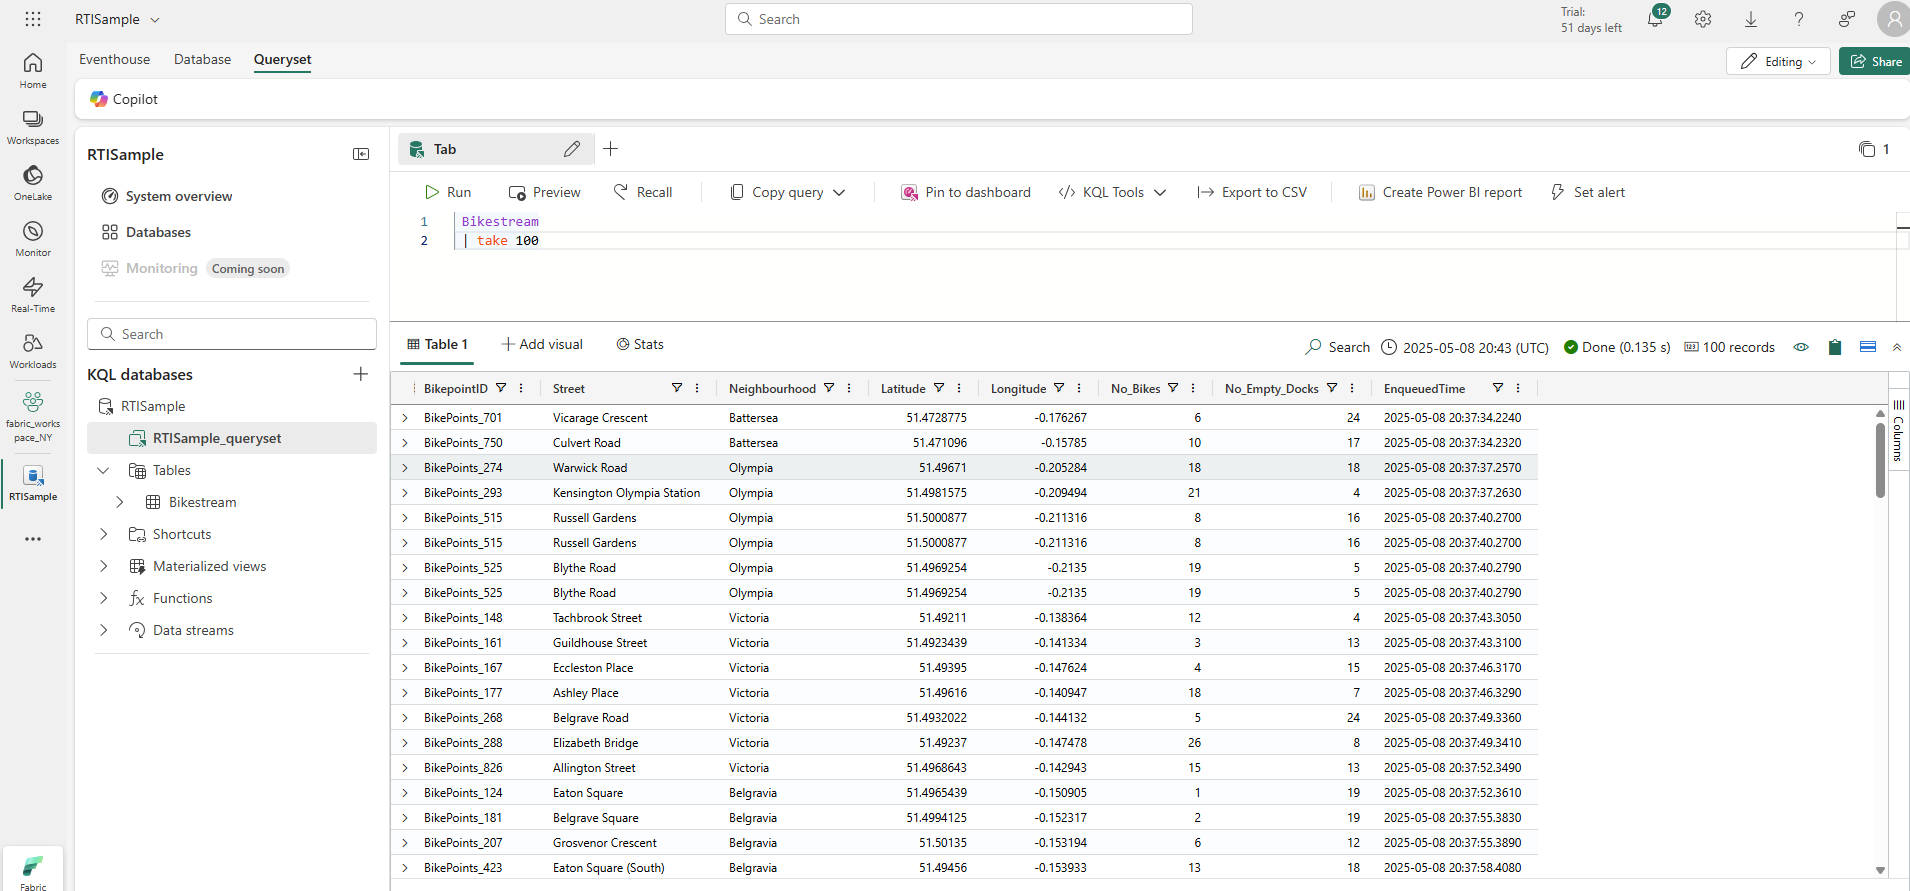 RTISample
Search
Trial:
51 days left
12
Home
Workspaces
OneLake
Monitor
Real-Time
Workloads
fabric_works
pace_NY
RTISample
Fabric
Eventhouse Database Queryset
Editing
Share
Copilot
RTISample
System overview
Databases
Monitoring Coming soon
Search
KQL databases
RTISample
RTISample_queryset
Tables
Bikestream
Shortcuts
Materialized views
Functions
Data streams
Tab
1
Run Preview Recall Copy query Pin to dashboard KQL Tools Export to CSV Create Power BI report Set alert
1 Bikestream
2 | take 100
Table 1 Add visual Stats Search 2025-05-08 20:43 (UTC) Done (0.135 s) 100 records
BikepointID Street Neighbourhood Latitude Longitude No_Bikes No_Empty_Docks EnqueuedTime
BikePoints_701 Vicarage Crescent Battersea 51.4728775 -0.176267 6 24 2025-05-08 20:37:34.2240
BikePoints_750 Culvert Road Battersea 51.471096 -0.15785 10 17 2025-05-08 20:37:34.2320
BikePoints_274 Warwick Road Olympia 51.49671 -0.205284 18 18 2025-05-08 20:37:37.2570
BikePoints_293 Kensington Olympia Station Olympia 51.4981575 -0.209494 21 4 2025-05-08 20:37:37.2630
BikePoints_515 Russell Gardens Olympia 51.5000877 -0.211316 8 16 2025-05-08 20:37:40.2700
BikePoints_515 Russell Gardens Olympia 51.5000877 -0.211316 8 16 2025-05-08 20:37:40.2700
BikePoints_525 Blythe Road Olympia 51.4969254 -0.2135 19 5 2025-05-08 20:37:40.2790
BikePoints_525 Blythe Road Olympia 51.4969254 -0.2135 19 5 2025-05-08 20:37:40.2790
BikePoints_148 Tachbrook Street Victoria 51.49211 -0.138364 12 4 2025-05-08 20:37:43.3050
BikePoints_161 Guildhouse Street Victoria 51.4923439 -0.141334 3 13 2025-05-08 20:37:43.3100
BikePoints_167 Eccleston Place Victoria 51.49395 -0.147624 4 15 2025-05-08 20:37:46.3170
BikePoints_177 Ashley Place Victoria 51.49616 -0.140947 18 7 2025-05-08 20:37:46.3290
BikePoints_268 Belgrave Road Victoria 51.4932022 -0.144132 5 24 2025-05-08 20:37:49.3360
BikePoints_288 Elizabeth Bridge Victoria 51.49237 -0.147478 26 8 2025-05-08 20:37:49.3410
BikePoints_826 Allington Street Victoria 51.4968643 -0.142943 15 13 2025-05-08 20:37:52.3490
BikePoints_124 Eaton Square Belgravia 51.4965439 -0.150905 1 19 2025-05-08 20:37:52.3610
BikePoints_181 Belgrave Square Belgravia 51.4994125 -0.152317 2 19 2025-05-08 20:37:55.3830
BikePoints_207 Grosvenor Crescent Belgravia 51.50135 -0.153194 6 12 2025-05-08 20:37:55.3890
BikePoints_423 Eaton Square (South) Belgravia 51.49456 -0.153933 13 18 2025-05-08 20:37:58.4080
Columns